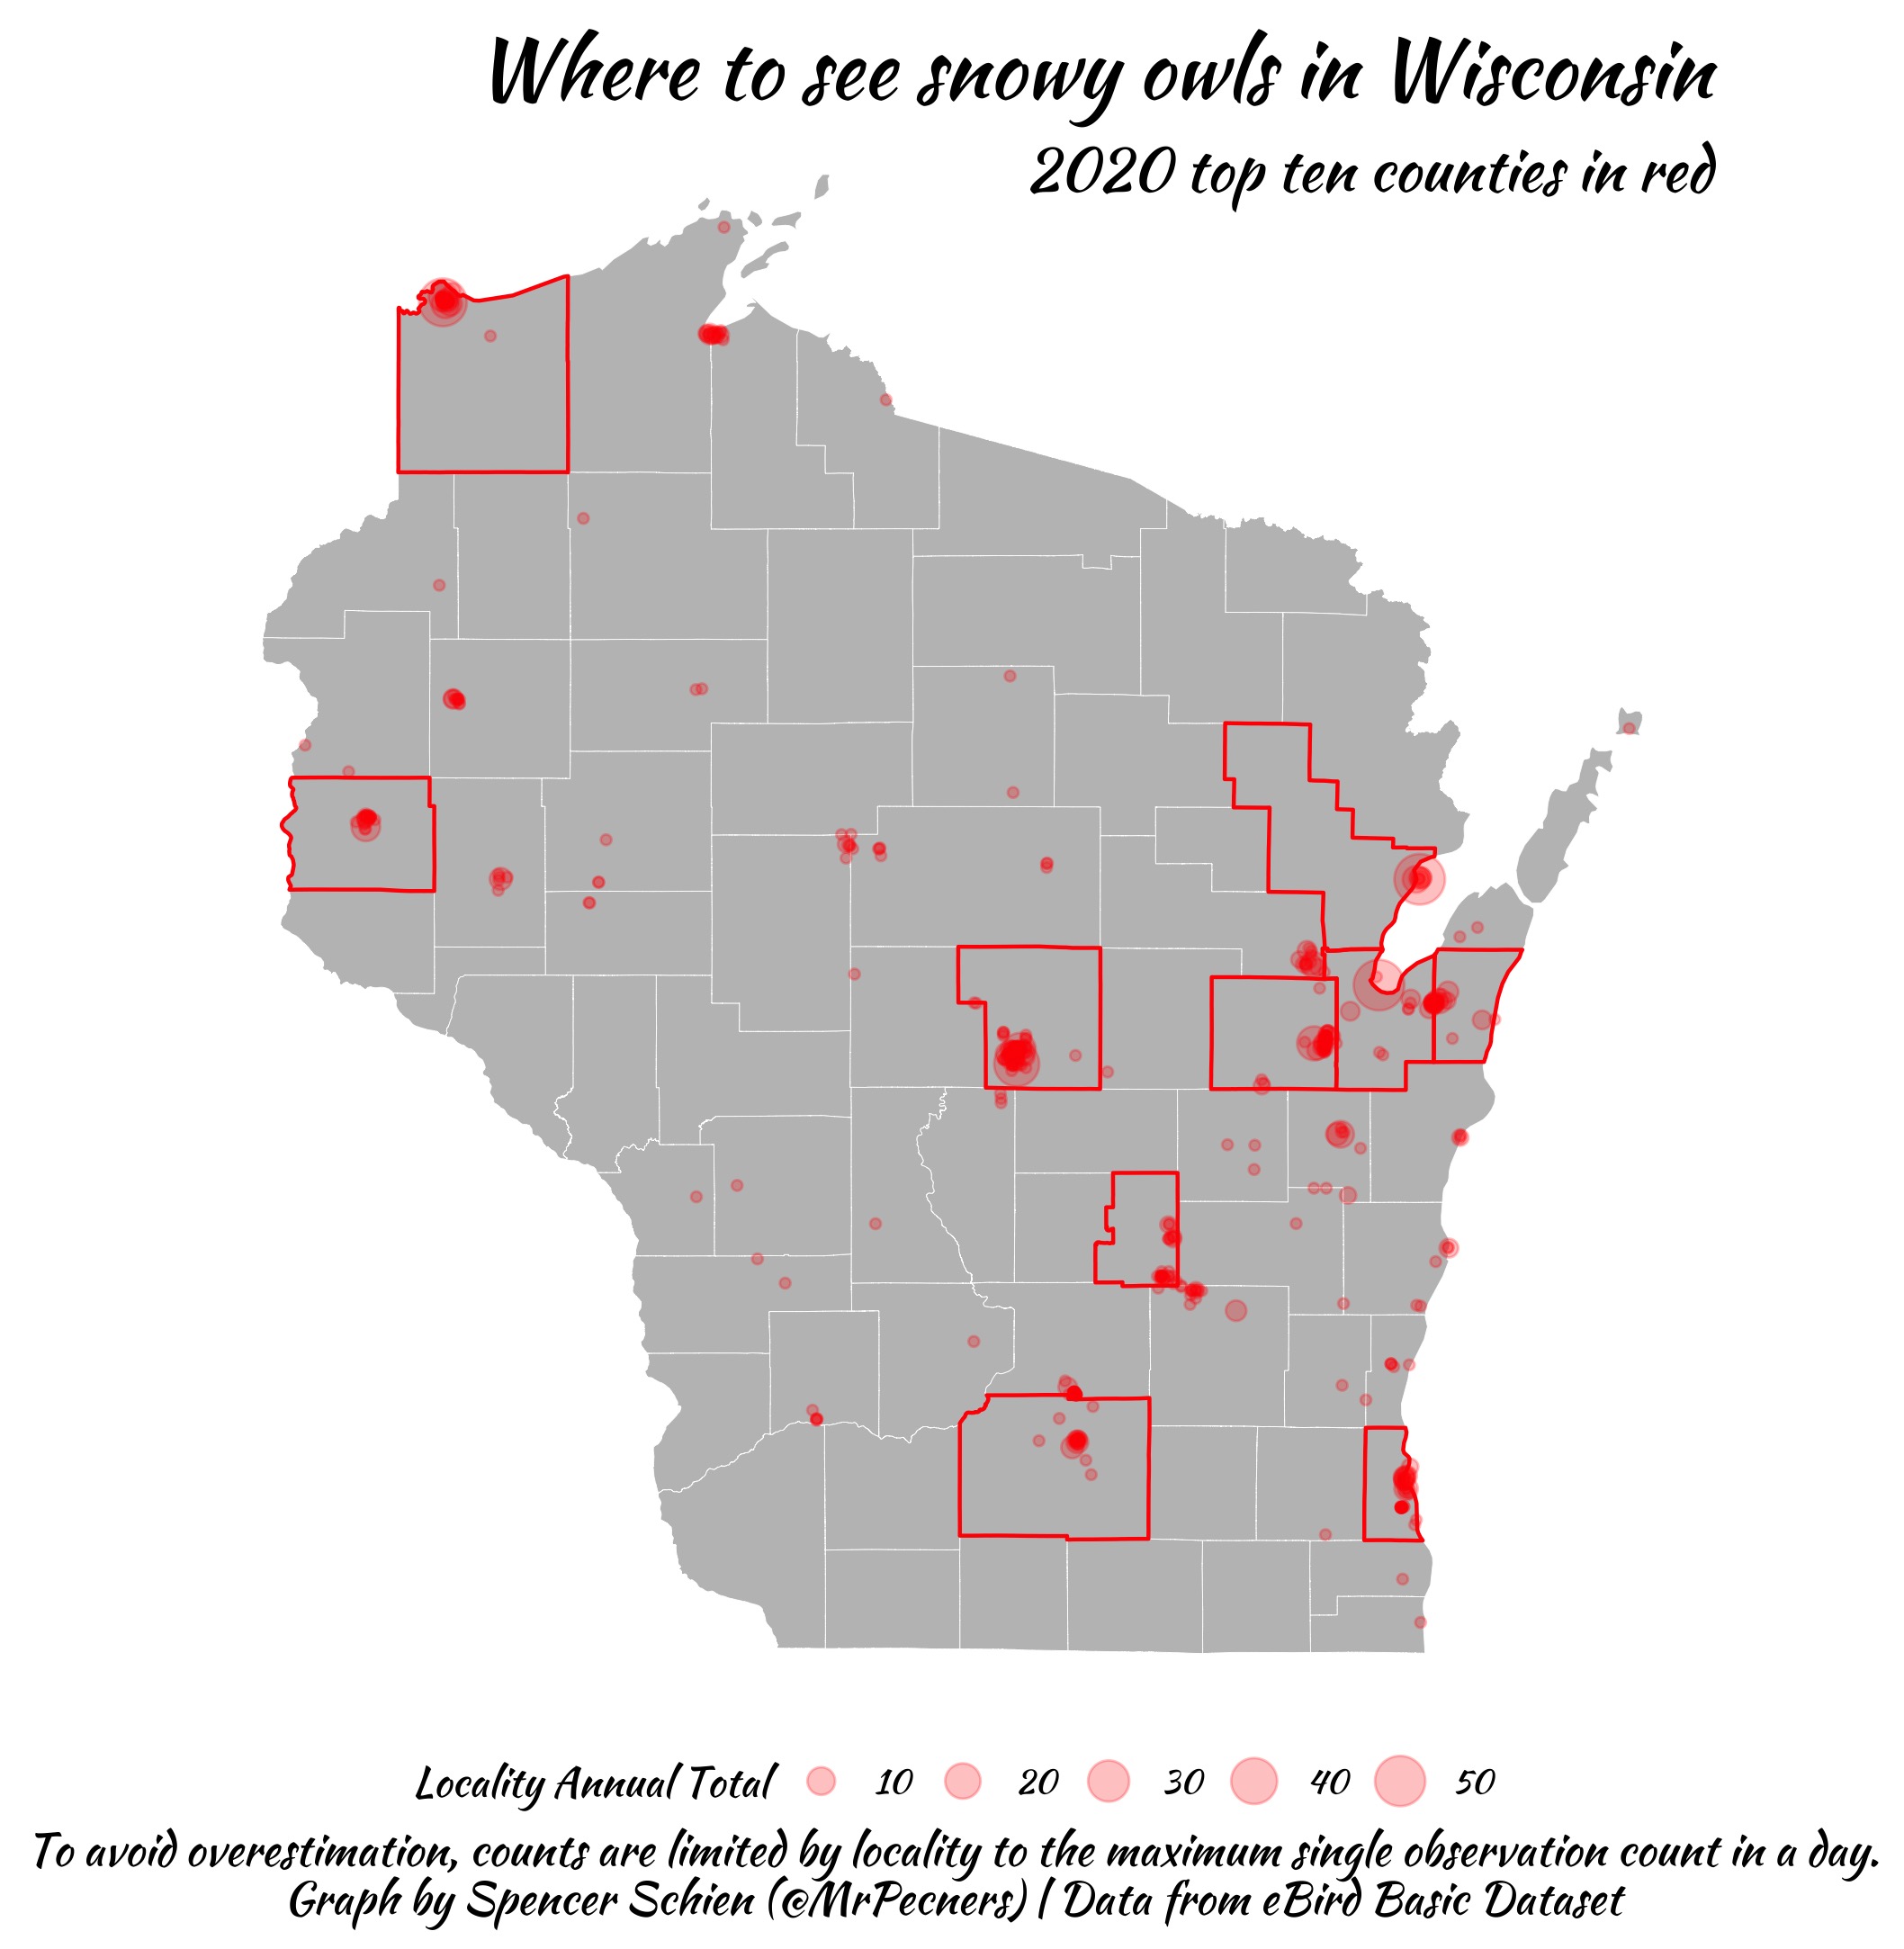 Where to see snowy owls in Wisconsin
2020 top ten counties in red
Locality Annual Total 10 20 30 40 50
To avoid overestimation, counts are limited by locality to the maximum single observation count in a day.
Graph by Spencer Schien (@MrPecners) | Data from eBird Basic Dataset